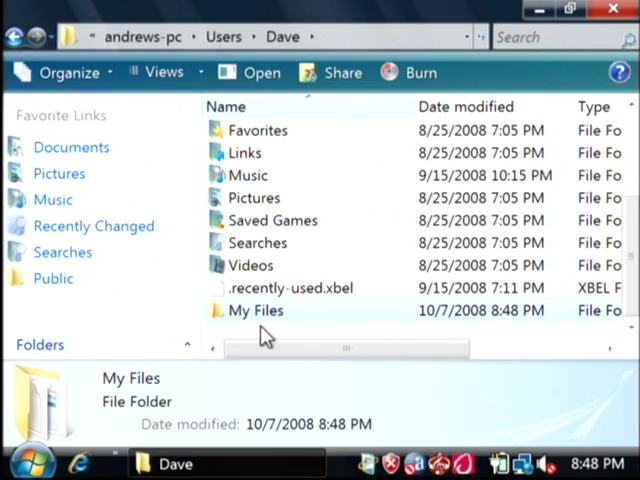 andrews-pc Users Dave Search
Organize Views Open Share Burn
Favorite Links
Documents
Pictures
Music
Recently Changed
Searches
Public
Folders
Name Date modified Type
Favorites 8/25/2008 7:05 PM File Fo
Links 8/25/2008 7:05 PM File Fo
Music 9/15/2008 10:15 PM File Fo
Pictures 8/25/2008 7:05 PM File Fo
Saved Games 8/25/2008 7:05 PM File Fo
Searches 8/25/2008 7:05 PM File Fo
Videos 8/25/2008 7:05 PM File Fo
.recently-used.xbel 9/15/2008 7:11 PM XBEL F
My Files 10/7/2008 8:48 PM File Fo
My Files
File Folder
Date modified: 10/7/2008 8:48 PM
Dave 8:48 PM